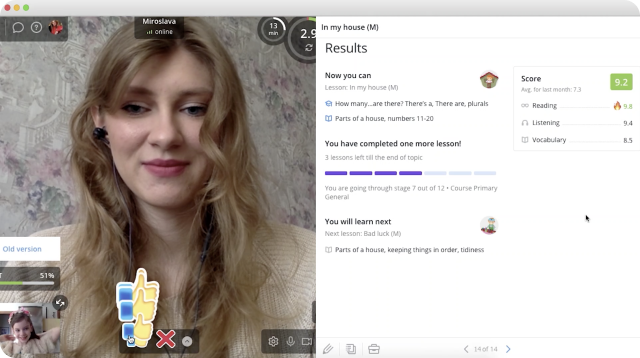 Miroslava
online
13
min
2.9
In my house (M)
Results
Now you can
Lesson: In my house (M)
How many...are there? There's a, There are, plurals
Parts of a house, numbers 11-20
You have completed one more lesson!
3 lessons left till the end of topic
You are going through stage 7 out of 12 • Course Primary
General
You will learn next
Next lesson: Bad luck (M)
Parts of a house, keeping things in order, tidiness
Score
Avg. for last month: 7.3
9.2
Reading 9.8
Listening 9.4
Vocabulary 8.5
Old version
T 51%
14 of 14